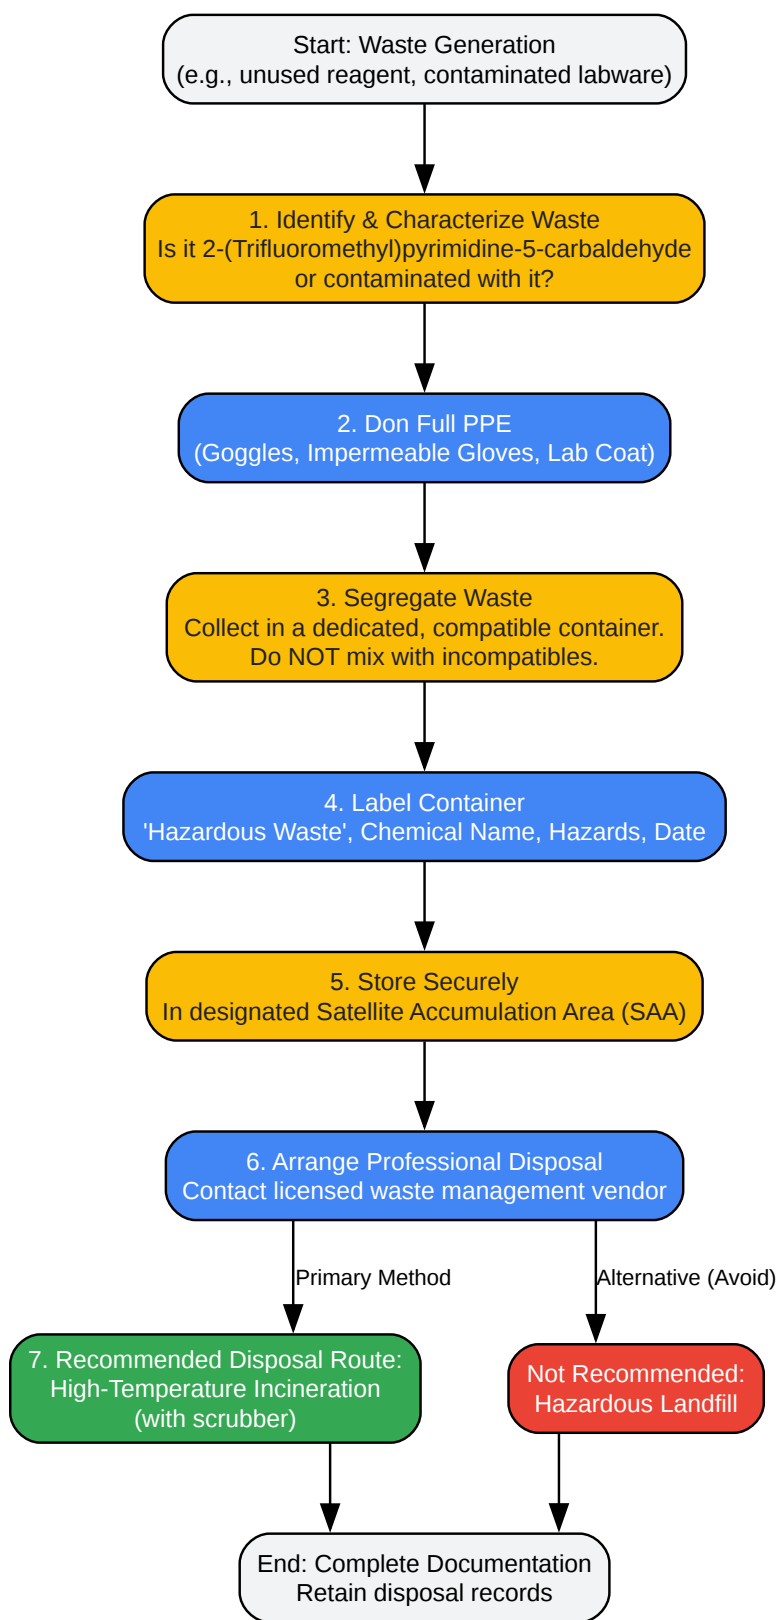 Start: Waste Generation
(e.g., unused reagent, contaminated labware)
1. Identify & Characterize Waste
Is it 2-(Trifluoromethyl)pyrimidine-5-carbaldehyde
or contaminated with it?
2. Don Full PPE
(Goggles, Impermeable Gloves, Lab Coat)
3. Segregate Waste
Collect in a dedicated, compatible container.
Do NOT mix with incompatibles.
4. Label Container
'Hazardous Waste', Chemical Name, Hazards, Date
5. Store Securely
In designated Satellite Accumulation Area (SAA)
6. Arrange Professional Disposal
Contact licensed waste management vendor
Primary Method
Alternative (Avoid)
7. Recommended Disposal Route:
High-Temperature Incineration
(with scrubber)
Not Recommended:
Hazardous Landfill
End: Complete Documentation
Retain disposal records